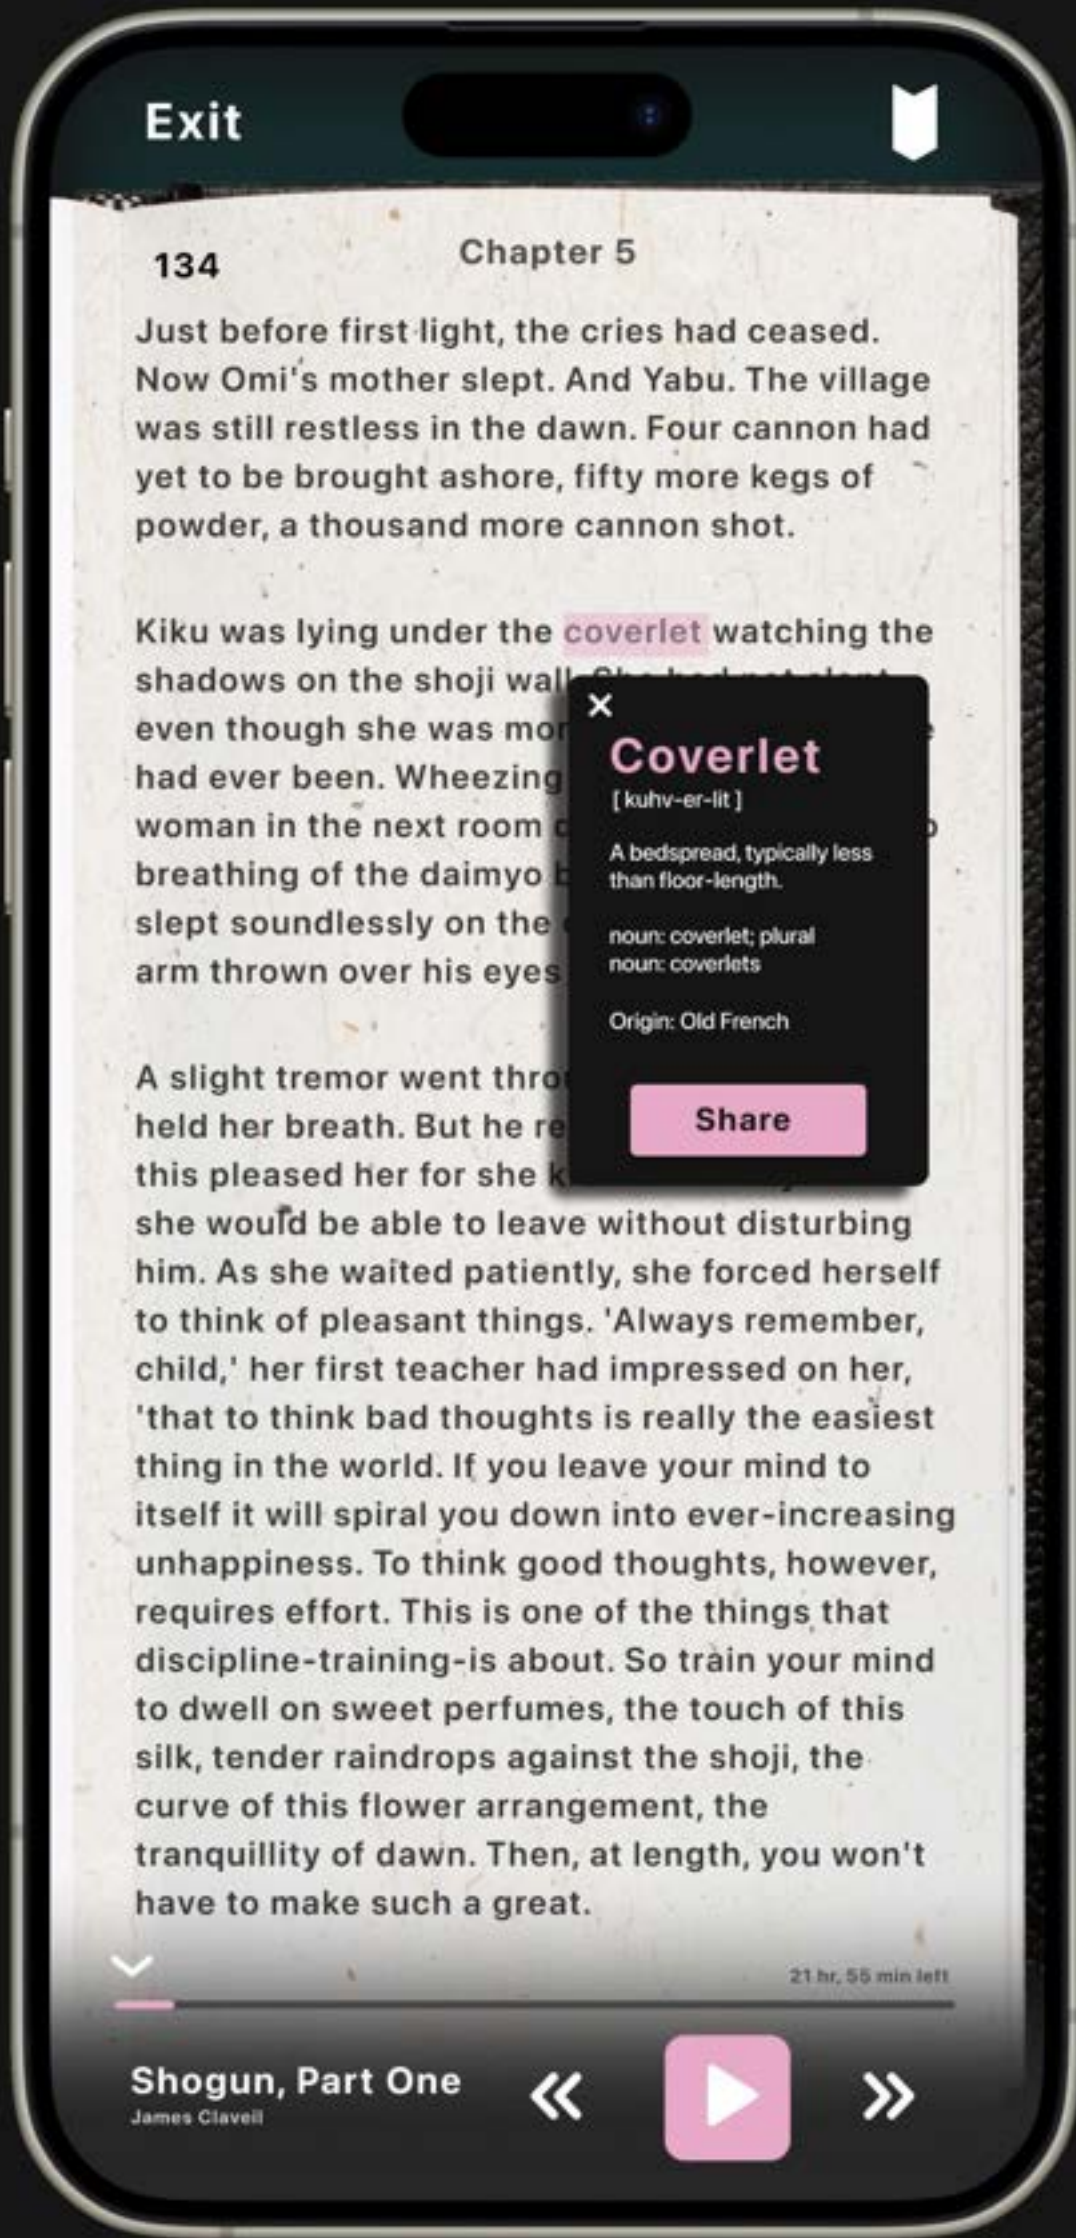 Exit
134
Chapter 5
Just before first light, the cries had ceased.
Now Omi's mother slept. And Yabu. The village
was still restless in the dawn. Four cannon had
yet to be brought ashore, fifty more kegs of
powder, a thousand more cannon shot.
Kiku was lying under the coverlet watching the
shadows on the shoji wall. She had not slept
even though she was mor
had ever been. Wheezing
woman in the next room
breathing of the daimyo
slept soundlessly on the
arm thrown over his eyes
×
Coverlet
[ kuhv-er-lit ]
A bedspread, typically less
than floor-length.
noun: coverlet; plural
noun: coverlets
Origin: Old French
Share
A slight tremor went thro
held her breath. But he re
this pleased her for she k
she would be able to leave without disturbing
him. As she waited patiently, she forced herself
to think of pleasant things. 'Always remember,
child,' her first teacher had impressed on her,
'that to think bad thoughts is really the easiest
thing in the world. If you leave your mind to
itself it will spiral you down into ever-increasing
unhappiness. To think good thoughts, however,
requires effort. This is one of the things that
discipline-training-is about. So train your mind
to dwell on sweet perfumes, the touch of this
silk, tender raindrops against the shoji, the
curve of this flower arrangement, the
tranquillity of dawn. Then, at length, you won't
have to make such a great.
21 hr, 55 min left
Shogun, Part One
James Clavell